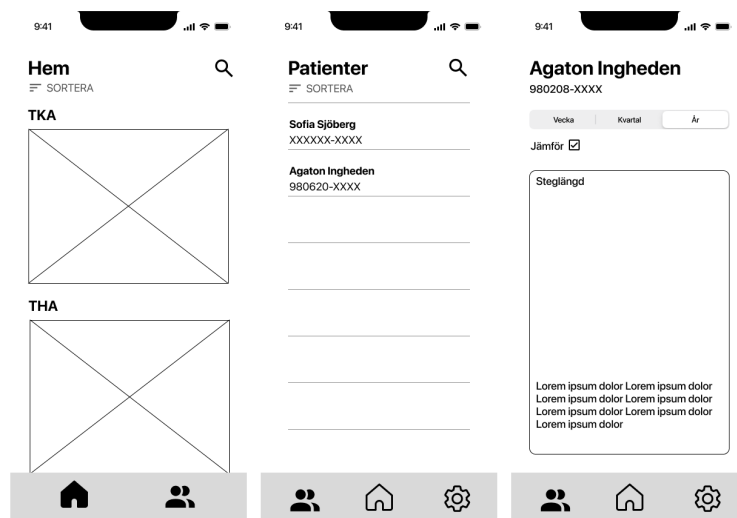 9:41
Hem
SORTERA
TKA
THA
9:41
Patienter
SORTERA
Sofia Sjöberg
XXXXXX-XXXX
Agaton Ingheden
980620-XXXX
9:41
Agaton Ingheden
980208-XXXX
Vecka Kvartal År
Jämför
Steglängd
Lorem ipsum dolor Lorem ipsum dolor
Lorem ipsum dolor Lorem ipsum dolor
Lorem ipsum dolor Lorem ipsum dolor
Lorem ipsum dolor